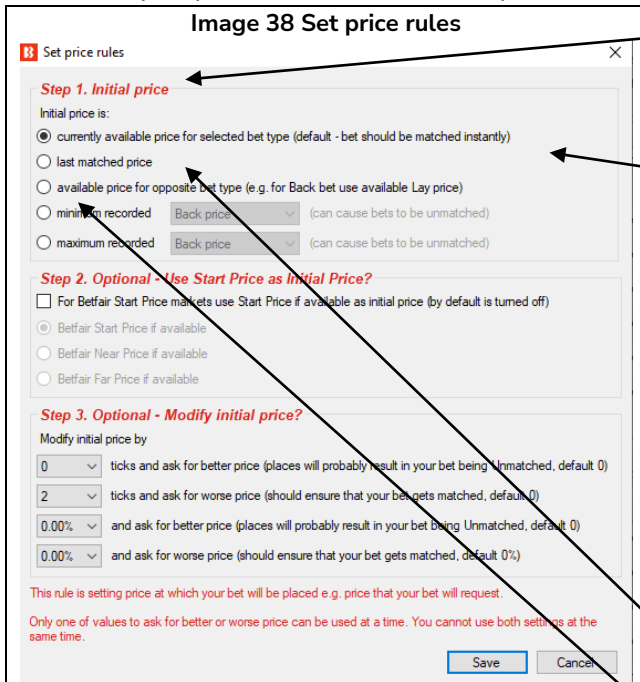 Image 38 Set price rules
Set price rules
Step 1. Initial price
Initial price is:
currently available price for selected bet type (default - bet should be matched instantly)
last matched price
available price for opposite bet type (e.g. for Back bet use available Lay price)
minimum recorded Back price (can cause bets to be unmatched)
maximum recorded Back price (can cause bets to be unmatched)
Step 2. Optional - Use Start Price as Initial Price?
For Betfair Start Price markets use Start Price if available as initial price (by default is turned off)
Betfair Start Price if available
Betfair Near Price if available
Betfair Far Price if available
Step 3. Optional - Modify initial price?
Modify initial price by
0 ticks and ask for better price (places will probably result in your bet being Unmatched, default 0)
2 ticks and ask for worse price (should ensure that your bet gets matched, default 0)
0.00% and ask for better price (places will probably result in your bet being Unmatched, default 0)
0.00% and ask for worse price (should ensure that your bet gets matched, default 0%)
This rule is setting price at which your bet will be placed e.g. price that your bet will request.
Only one of values to ask for better or worse price can be used at a time. You cannot use both settings at the
same time.
Save Cancel